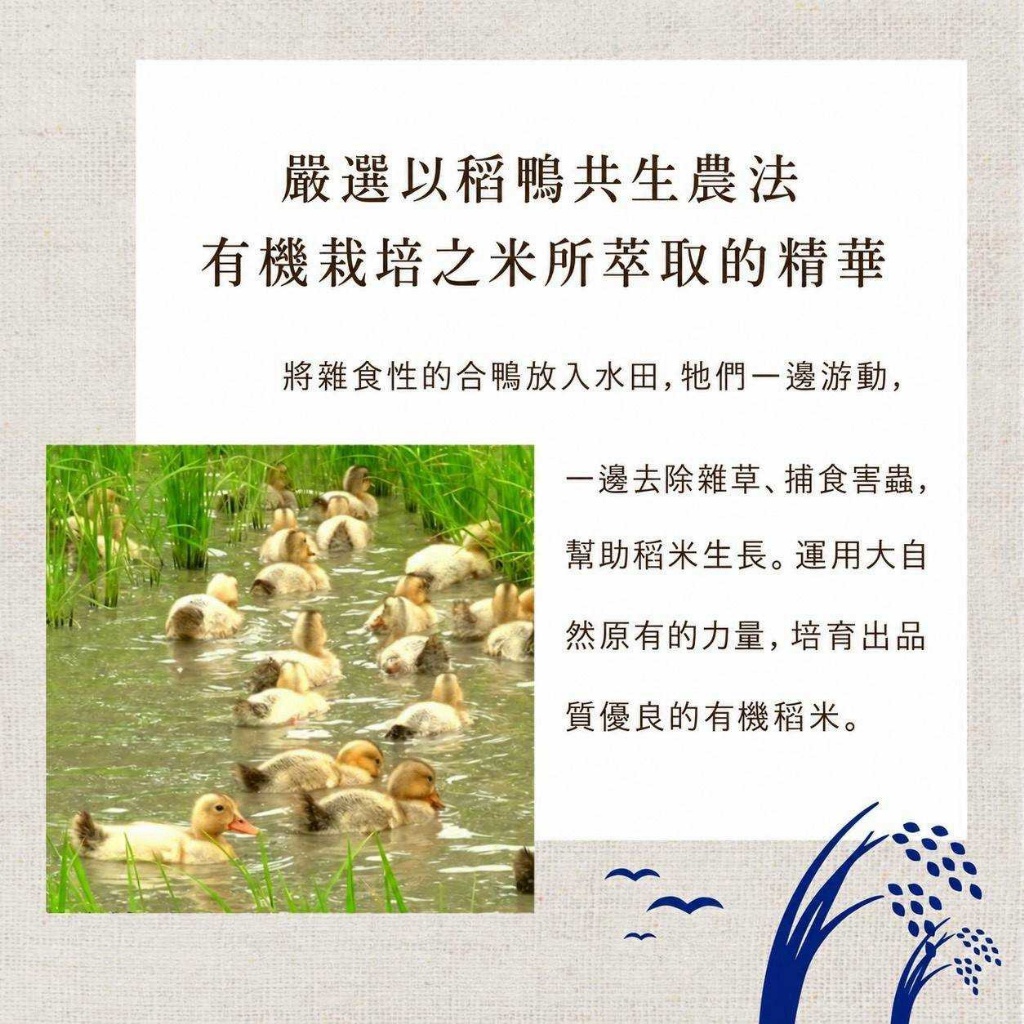 嚴選以稻鴨共生農法
有機栽培之米所萃取的精華
將雜食性的合鴨放入水田,牠們一邊游動,
一邊去除雜草、捕食害蟲,
幫助稻米生長。運用大自
然原有的力量,培育出品
質優良的有機稻米。